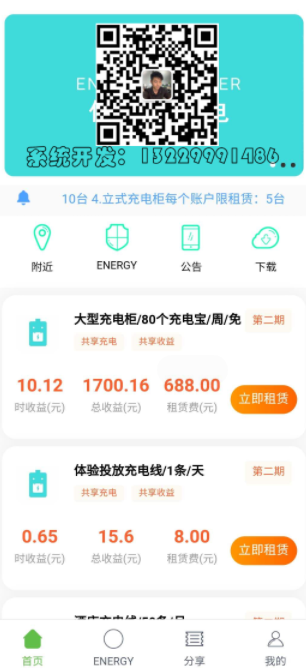 EN
ER
系统开发：13229991486
10台 4.立式充电柜每个账户限租赁：5台
附近
ENERGY
公告
下载
大型充电柜/80个充电宝/周/免
第二期
共享充电
共享收益
10.12
1700.16
688.00
时收益(元)
总收益(元)
租赁费(元)
立即租赁
体验投放充电线/1条/天
第二期
共享充电
共享收益
0.65
15.6
8.00
时收益(元)
总收益(元)
租赁费(元)
立即租赁
首页
ENERGY
分享
我的